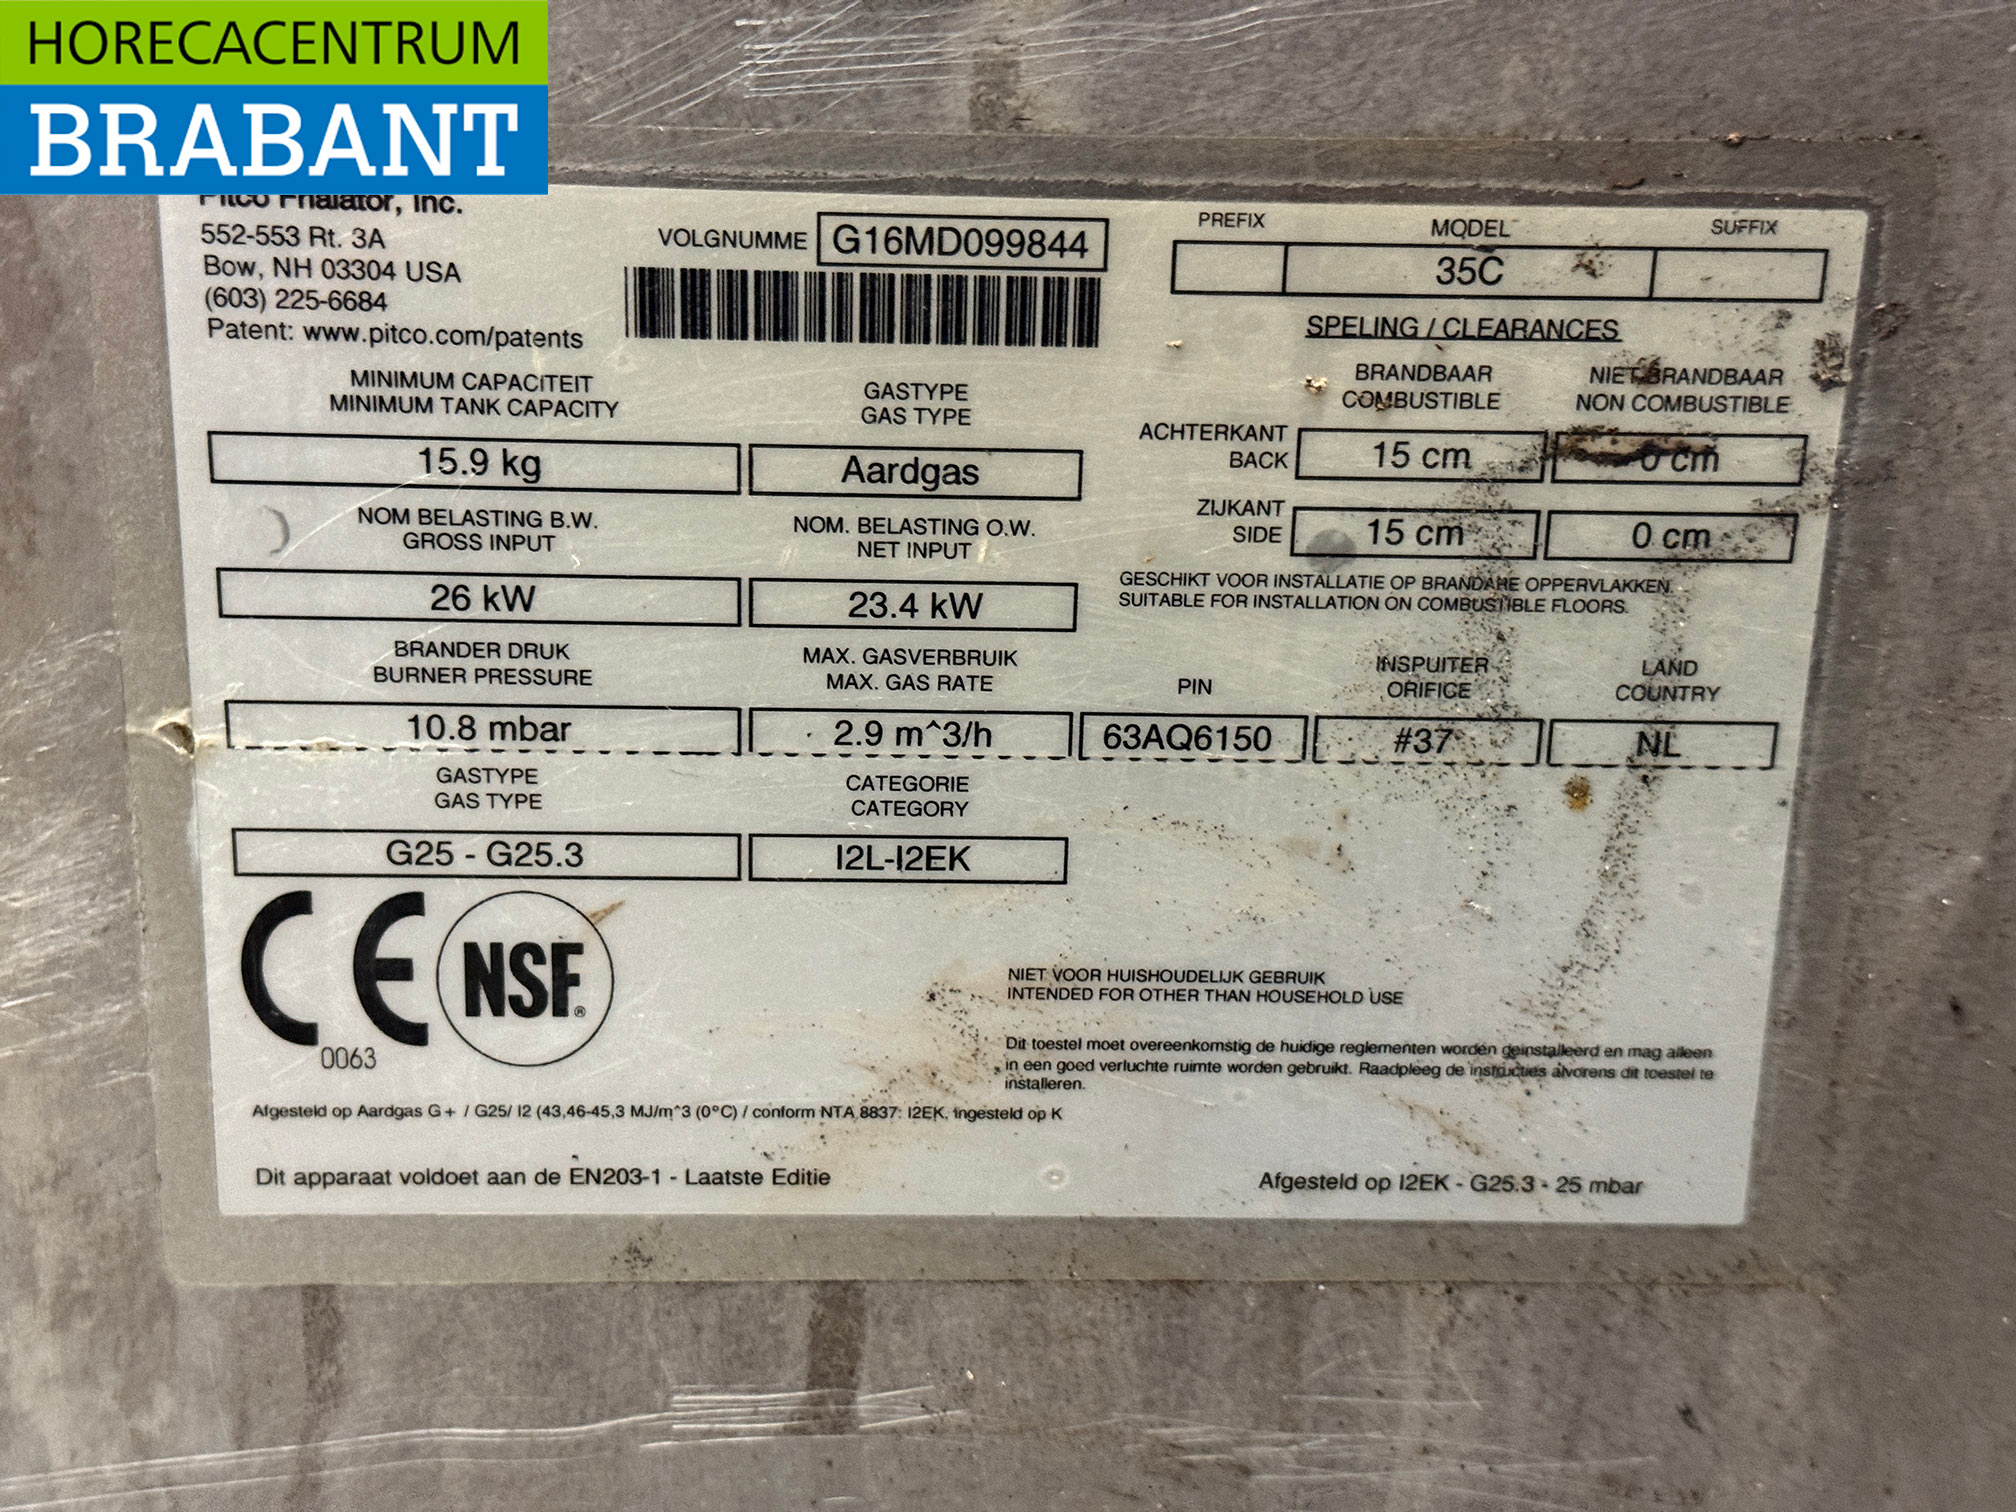 HORECACENTRUM
BRABANT
Pitco Frialator, Inc.
552-553 Rt. 3A
Bow, NH 03304 USA
(603) 225-6684
Patent: www.pitco.com/patents
VOLGNUMME G16MD099844
PREFIX MODEL SUFFIX
35C
SPELING / CLEARANCES
BRANDBAAR NIET BRANDBAAR
COMBUSTIBLE NON COMBUSTIBLE
ACHTERKANT
BACK 15 cm 0 cm
ZIJKANT
SIDE 15 cm 0 cm
GESCHIKT VOOR INSTALLATIE OP BRANDARE OPPERVLAKKEN.
SUITABLE FOR INSTALLATION ON COMBUSTIBLE FLOORS.
MINIMUM CAPACITEIT GASTYPE
MINIMUM TANK CAPACITY GAS TYPE
15.9 kg Aardgas
NOM BELASTING B.W. NOM. BELASTING O.W.
GROSS INPUT NET INPUT
26 kW 23.4 kW
BRANDER DRUK MAX. GASVERBRUIK INSPUITER LAND
BURNER PRESSURE MAX. GAS RATE PIN ORIFICE COUNTRY
10.8 mbar 2.9 m^3/h 63AQ6150 #37 NL
GASTYPE CATEGORIE
GAS TYPE CATEGORY
G25 - G25.3 I2L-I2EK
CE
0063
NSF®
NIET VOOR HUISHOUDELIJK GEBRUIK
INTENDED FOR OTHER THAN HOUSEHOLD USE
Dit toestel moet overeenkomstig de huidige reglementen worden geinstalleerd en mag alleen
in een goed verluchte ruimte worden gebruikt. Raadpleeg de instructies alvorens dit toestel te
installeren.
Afgesteld op Aardgas G+ / G25/ I2 (43,46-45,3 MJ/m^3 (0°C) / conform NTA 8837: I2EK, ingesteld op K
Dit apparaat voldoet aan de EN203-1 - Laatste Editie
Afgesteld op I2EK - G25.3 - 25 mbar